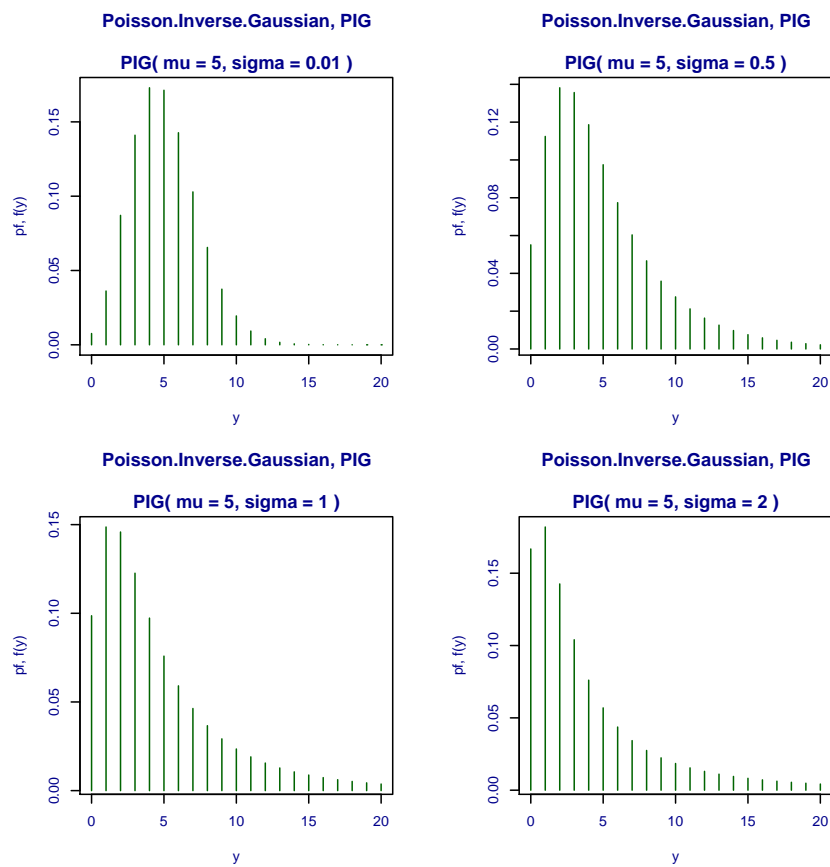 Poisson.Inverse.Gaussian, PIG
PIG( mu = 5, sigma = 0.01 )
pf, f(y)
0.00 0.05 0.10 0.15
0 5 10 15 20
y
Poisson.Inverse.Gaussian, PIG
PIG( mu = 5, sigma = 0.5 )
pf, f(y)
0.00 0.04 0.08 0.12
0 5 10 15 20
y
Poisson.Inverse.Gaussian, PIG
PIG( mu = 5, sigma = 1 )
pf, f(y)
0.00 0.05 0.10 0.15
0 5 10 15 20
y
Poisson.Inverse.Gaussian, PIG
PIG( mu = 5, sigma = 2 )
pf, f(y)
0.00 0.05 0.10 0.15
0 5 10 15 20
y